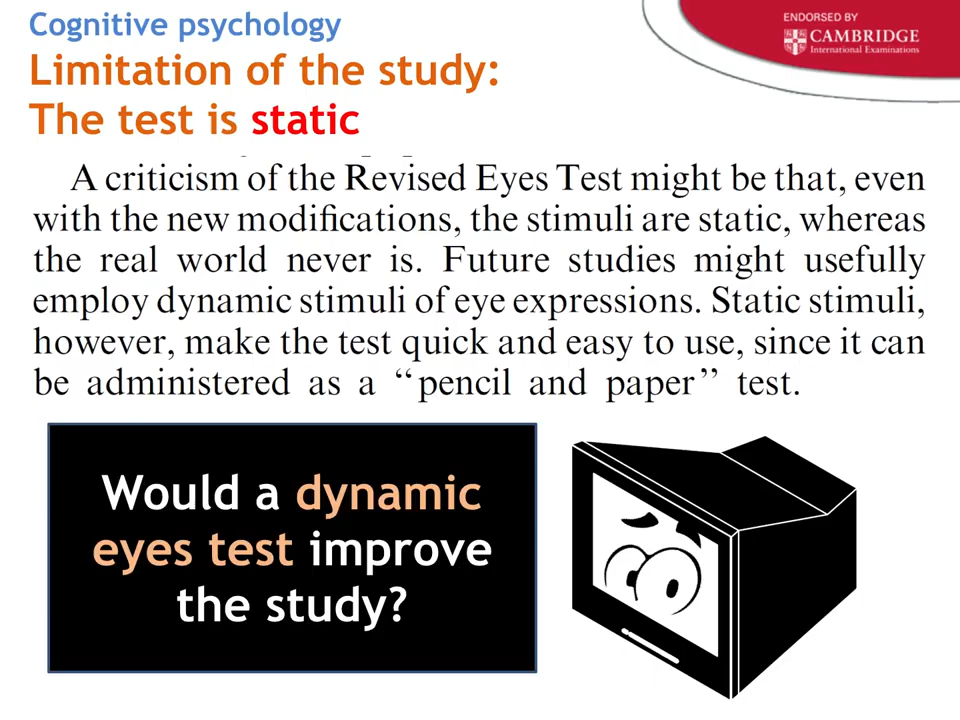 Cognitive psychology
Limitation of the study:
The test is static
ENDORSED BY
CAMBRIDGE
International Examinations
A criticism of the Revised Eyes Test might be that, even
with the new modifications, the stimuli are static, whereas
the real world never is. Future studies might usefully
employ dynamic stimuli of eye expressions. Static stimuli,
however, make the test quick and easy to use, since it can
be administered as a ‘‘pencil and paper’’ test.
Would a dynamic
eyes test improve
the study?